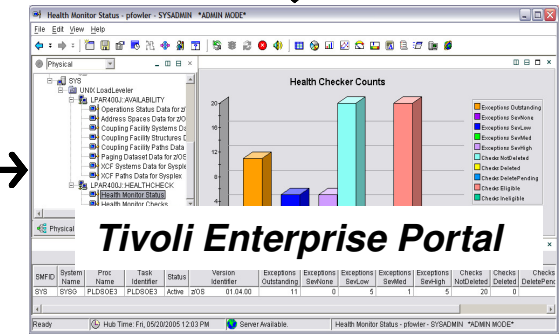 Health Monitor Status - pfowler - SYSADMIN *ADMIN MODE*
File Edit View Help
Physical
SYS
UNIX LoadLeveler
LPAR400J:AVAILABILITY
Operations Status Data for z/
Address Spaces Data for z/O
Coupling Facility Systems Da
Coupling Facility Structures D
Coupling Facility Paths Data
Paging Dataset Data for z/OS
XCF Systems Data for Sysple
XCF Paths Data for Sysplex
LPAR400J:HEALTHCHECK
Health Monitor Status
Health Monitor Checks
Physical
Health Checker Counts
20
16
12
8
4
Exceptions Outstanding
Exceptions SevNone
Exceptions SevLow
Exceptions SevMed
Exceptions SevHigh
Checks NotDeleted
Checks Deleted
Checks DeletePending
Checks Eligible
Checks Ineligible
Tivoli Enterprise Portal
SMFID System Name Proc Name Task Identifier Status Version Identifier Exceptions Outstanding Exceptions SevNone Exceptions SevLow Exceptions SevMed Exceptions SevHigh Checks NotDeleted Checks Deleted Checks DeletePend
SYS SYSG PLDSOE3 PLDSOE3 Active z/OS 01.04.00 11 0 5 1 5 20 0
Ready Hub Time: Fri, 05/20/2005 12:03 PM Server Available. Health Monitor Status - pfowler - SYSADMIN *ADMIN MODE*